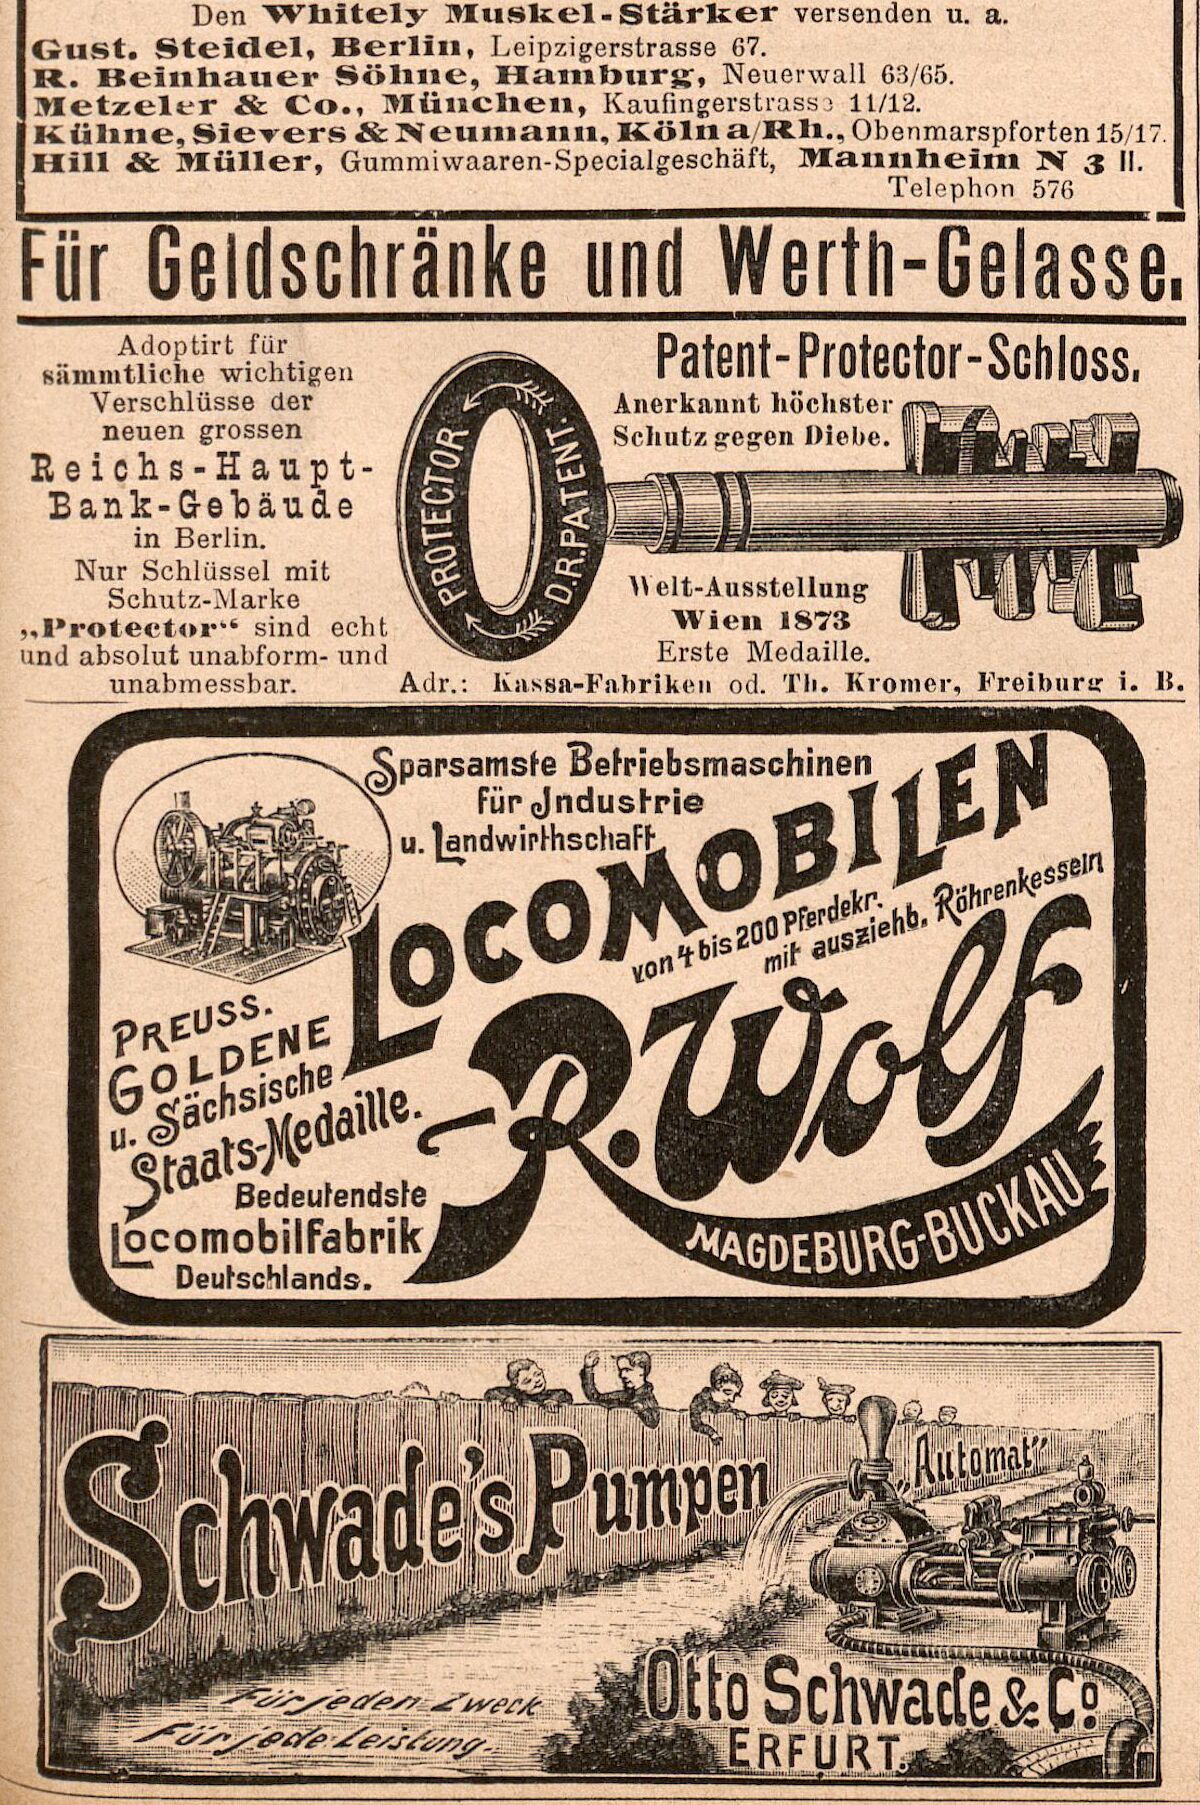 Den Whitely Muskel-Stärker versenden u. a.
Gust. Steidel, Berlin, Leipzigerstrasse 67.
R. Beinhauer Söhne, Hamburg, Neuerwall 63/65.
Metzeler & Co., München, Kaufingerstrasse 11/12.
Kühne, Sievers & Neumann, Köln a/Rh., Obenmarspforten 15/17.
Hill & Müller, Gummiwaaren-Specialgeschäft, Mannheim N 3 II.
Telephon 576
Für Geldschränke und Werth-Gelasse.
Adoptirt für
sämmtliche wichtigen
Verschlüsse der
neuen grossen
Reichs-Haupt-
Bank-Gebäude
in Berlin.
Nur Schlüssel mit
Schutz-Marke
„Protector“ sind echt
und absolut unabform- und
unabmessbar.
PROTECTOR
D.R.PATENT.
Patent-Protector-Schloss.
Anerkannt höchster
Schutz gegen Diebe.
Welt-Ausstellung
Wien 1873
Erste Medaille.
Adr.: Kassa-Fabriken od. Th. Kromer, Freiburg i. B.
Sparsamste Betriebsmaschinen
für Industrie
u. Landwirthschaft
LOCOMOBILEN
von 4 bis 200 Pferdekr.
mit ausziehb. Röhrenkesseln
R. Wolf
MAGDEBURG-BUCKAU
PREUSS.
GOLDENE
u. Sächsische
Staats-Medaille.
Bedeutendste
Locomobilfabrik
Deutschlands.
Schwade's Pumpen
„Automat“
Für jeden Zweck
Für jede Leistung.
Otto Schwade & Co.
ERFURT.